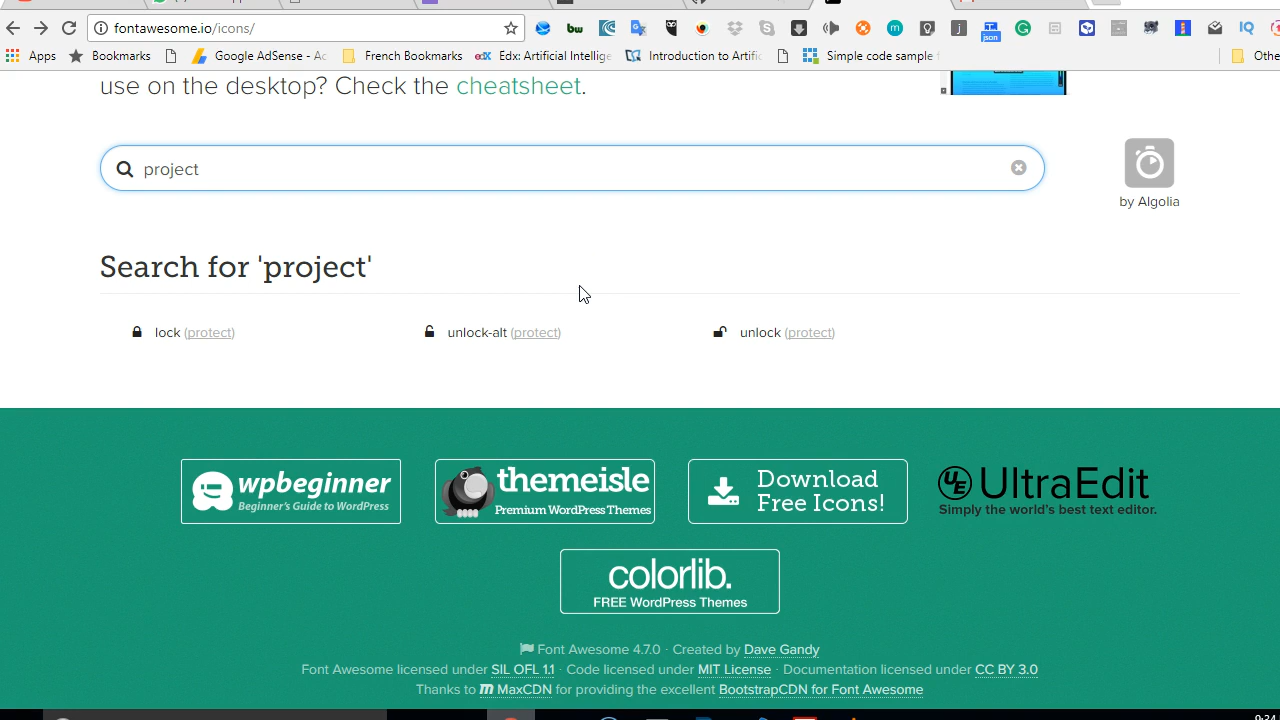 fontawesome.io/icons/
Apps Bookmarks Google AdSense - Ac French Bookmarks Edx: Artificial Intellige Introduction to Artific Simple code sample f Othe
use on the desktop? Check the cheatsheet.
project
by Algolia
Search for 'project'
lock (protect) unlock-alt (protect) unlock (protect)
wpbeginner
Beginner's Guide to WordPress
themeisle
Premium WordPress Themes
Download
Free Icons!
UltraEdit
Simply the world's best text editor.
colorlib.
FREE WordPress Themes
Font Awesome 4.7.0 · Created by Dave Gandy
Font Awesome licensed under SIL OFL 1.1 · Code licensed under MIT License · Documentation licensed under CC BY 3.0
Thanks to MaxCDN for providing the excellent BootstrapCDN for Font Awesome